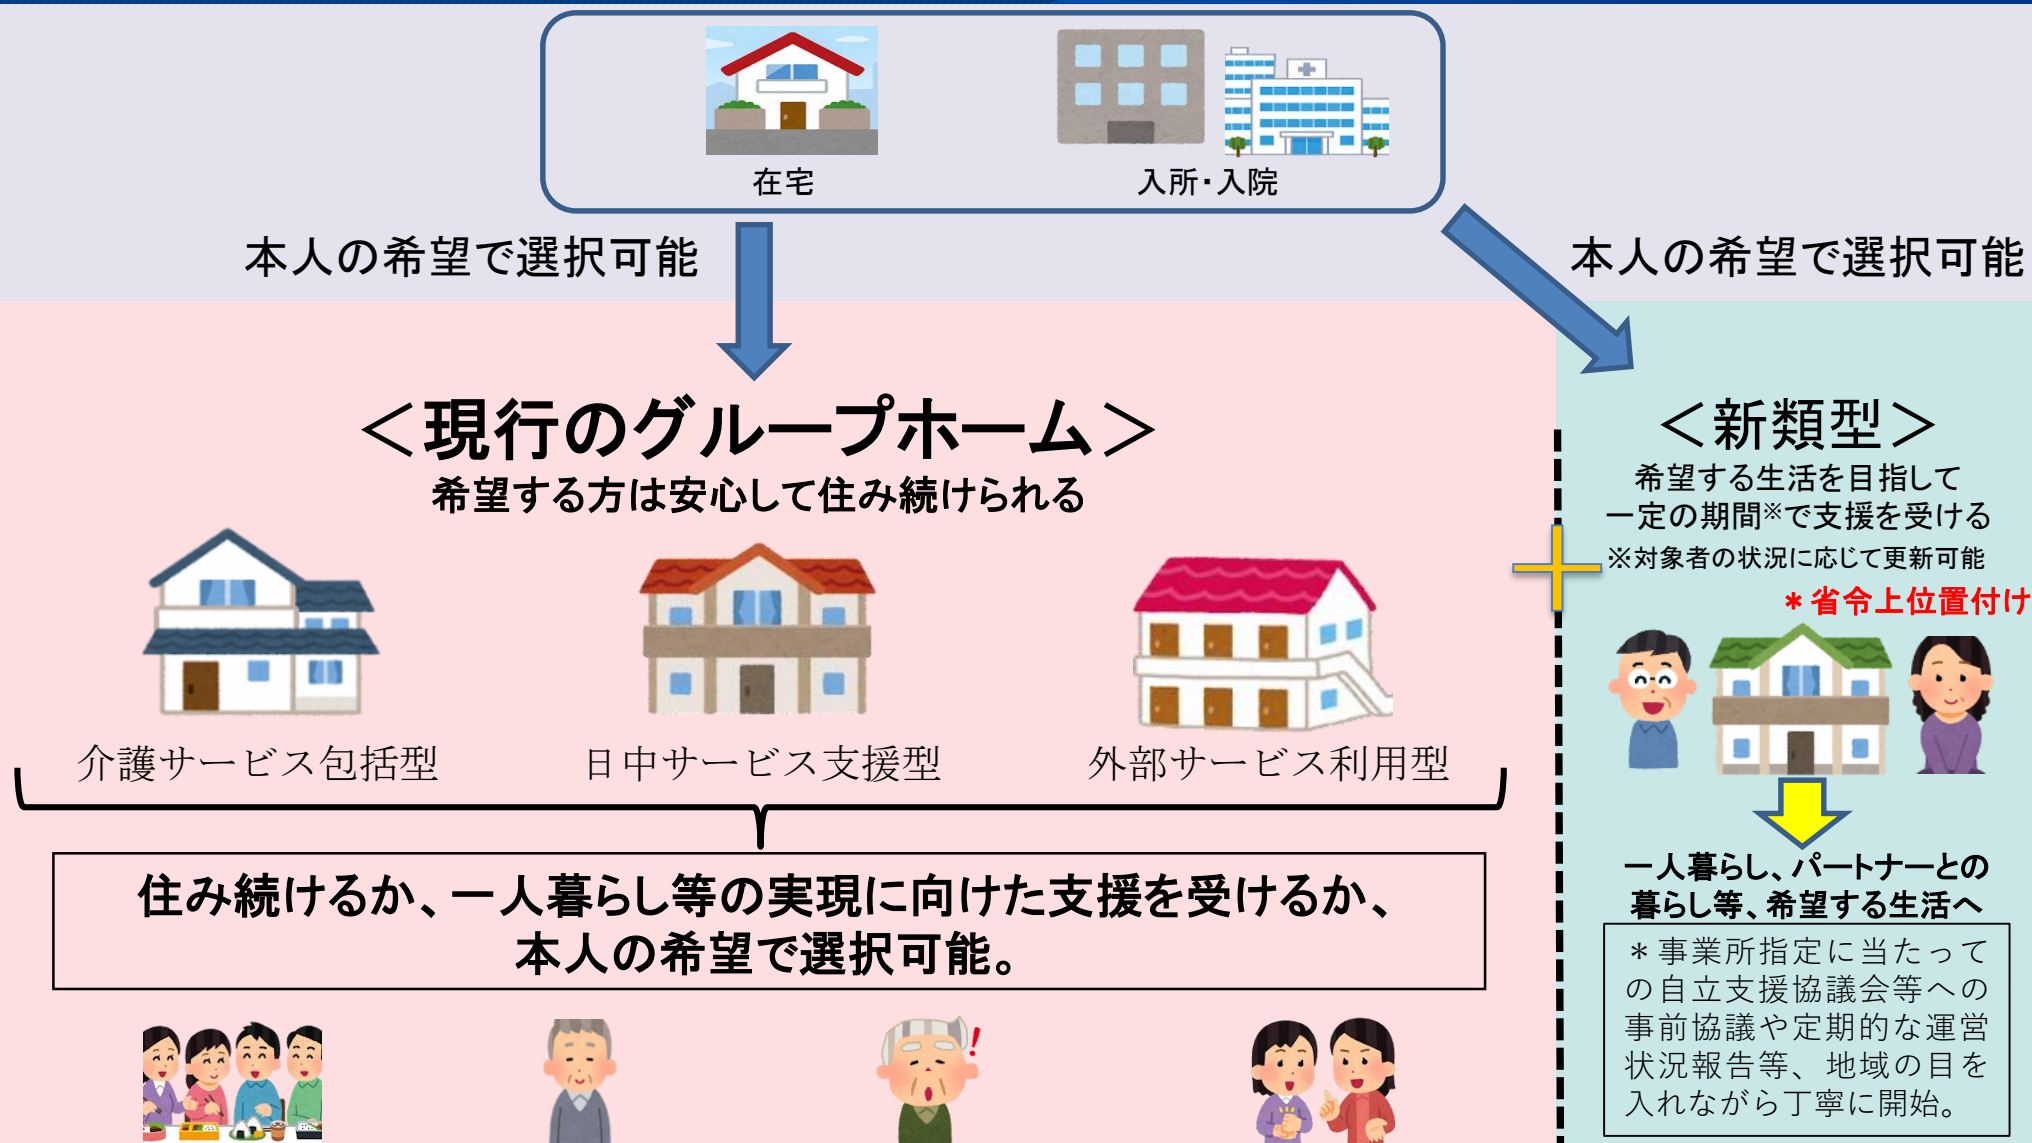 在宅
入所・入院
本人の希望で選択可能
本人の希望で選択可能
＜現行のグループホーム＞
希望する方は安心して住み続けられる
介護サービス包括型
日中サービス支援型
外部サービス利用型
住み続けるか、一人暮らし等の実現に向けた支援を受けるか、
本人の希望で選択可能。
＜新類型＞
希望する生活を目指して
一定の期間※で支援を受ける
※対象者の状況に応じて更新可能
＊省令上位置付け
一人暮らし、パートナーとの
暮らし等、希望する生活へ
＊事業所指定に当たって
の自立支援協議会等への
事前協議や定期的な運営
状況報告等、地域の目を
入れながら丁寧に開始。